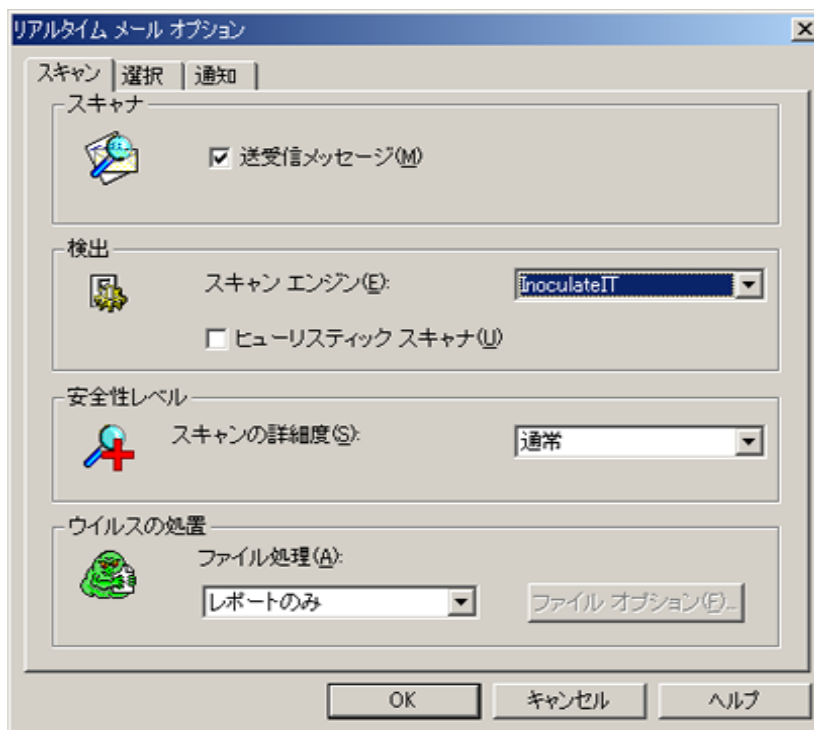 リアルタイム メール オプション
スキャン 選択 通知
スキャナ
送受信メッセージ(M)
検出
スキャン エンジン(E): InoculateIT
ヒューリスティック スキャナ(U)
安全性レベル
スキャンの詳細度(S): 通常
ウイルスの処置
ファイル処理(A):
レポートのみ ファイル オプション(F)...
OK キャンセル ヘルプ